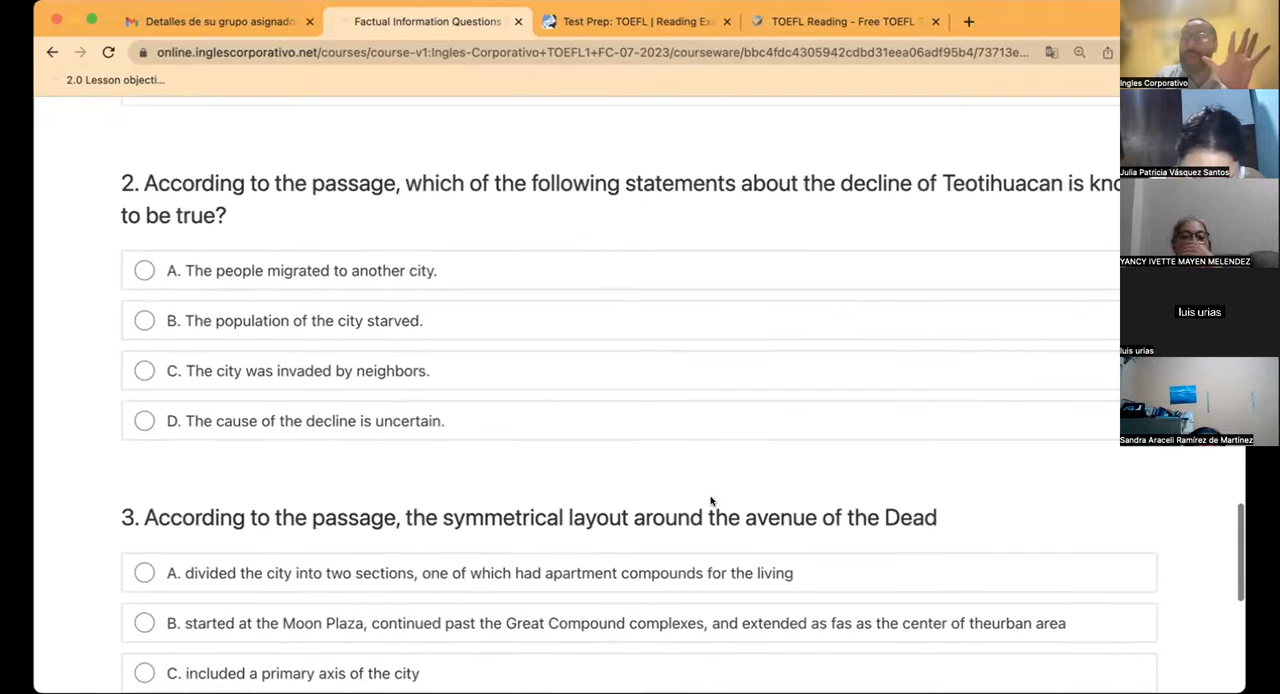 Detalles de su grupo asignado
Factual Information Questions
Test Prep: TOEFL | Reading Ex
TOEFL Reading - Free TOEFL
online.inglescorporativo.net/courses/course-v1:Ingles-Corporativo+TOEFL1+FC-07-2023/courseware/bbc4fdc4305942cdbd31eea06adf95b4/73713e...
2.0 Lesson objecti...
2. According to the passage, which of the following statements about the decline of Teotihuacan is kno
to be true?
A. The people migrated to another city.
B. The population of the city starved.
C. The city was invaded by neighbors.
D. The cause of the decline is uncertain.
3. According to the passage, the symmetrical layout around the avenue of the Dead
A. divided the city into two sections, one of which had apartment compounds for the living
B. started at the Moon Plaza, continued past the Great Compound complexes, and extended as fas as the center of theurban area
C. included a primary axis of the city
Ingles Corporativo
Julia Patricia Vásquez Santos
YANCY IVETTE MAYEN MELENDEZ
luis urias
luis urias
Sandra Araceli Ramírez de Martínez